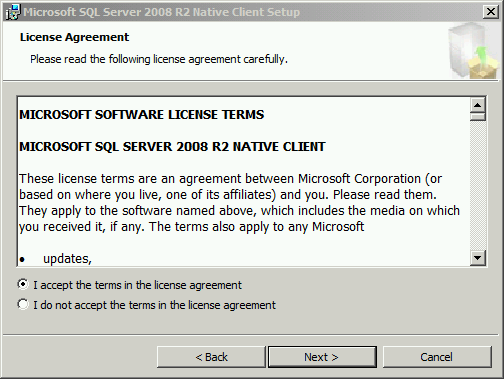 Microsoft SQL Server 2008 R2 Native Client Setup
License Agreement
Please read the following license agreement carefully.
MICROSOFT SOFTWARE LICENSE TERMS
MICROSOFT SQL SERVER 2008 R2 NATIVE CLIENT
These license terms are an agreement between Microsoft Corporation (or
based on where you live, one of its affiliates) and you. Please read them.
They apply to the software named above, which includes the media on which
you received it, if any. The terms also apply to any Microsoft
• updates,
I accept the terms in the license agreement
I do not accept the terms in the license agreement
< Back
Next >
Cancel